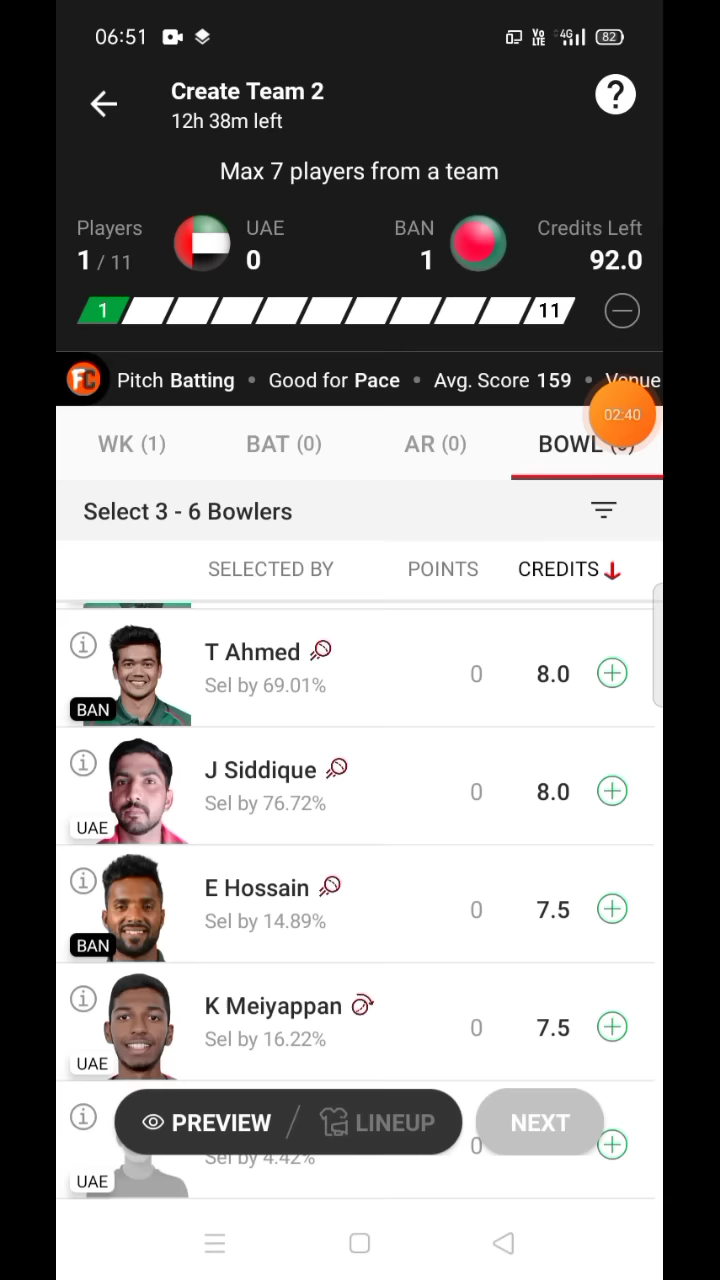 06:51 Vo LTE 4G 82
Create Team 2
12h 38m left
?
Max 7 players from a team
Players UAE BAN Credits Left
1 / 11 0 1 92.0
1 11
FC Pitch Batting • Good for Pace • Avg. Score 159 • Venue
02:40
WK (1) BAT (0) AR (0) BOWL
Select 3 - 6 Bowlers
SELECTED BY POINTS CREDITS
T Ahmed
Sel by 69.01%
0 8.0
BAN
J Siddique
Sel by 76.72%
0 8.0
UAE
E Hossain
Sel by 14.89%
0 7.5
BAN
K Meiyappan
Sel by 16.22%
0 7.5
UAE
PREVIEW / LINEUP NEXT
Sel by 4.42%
0
UAE